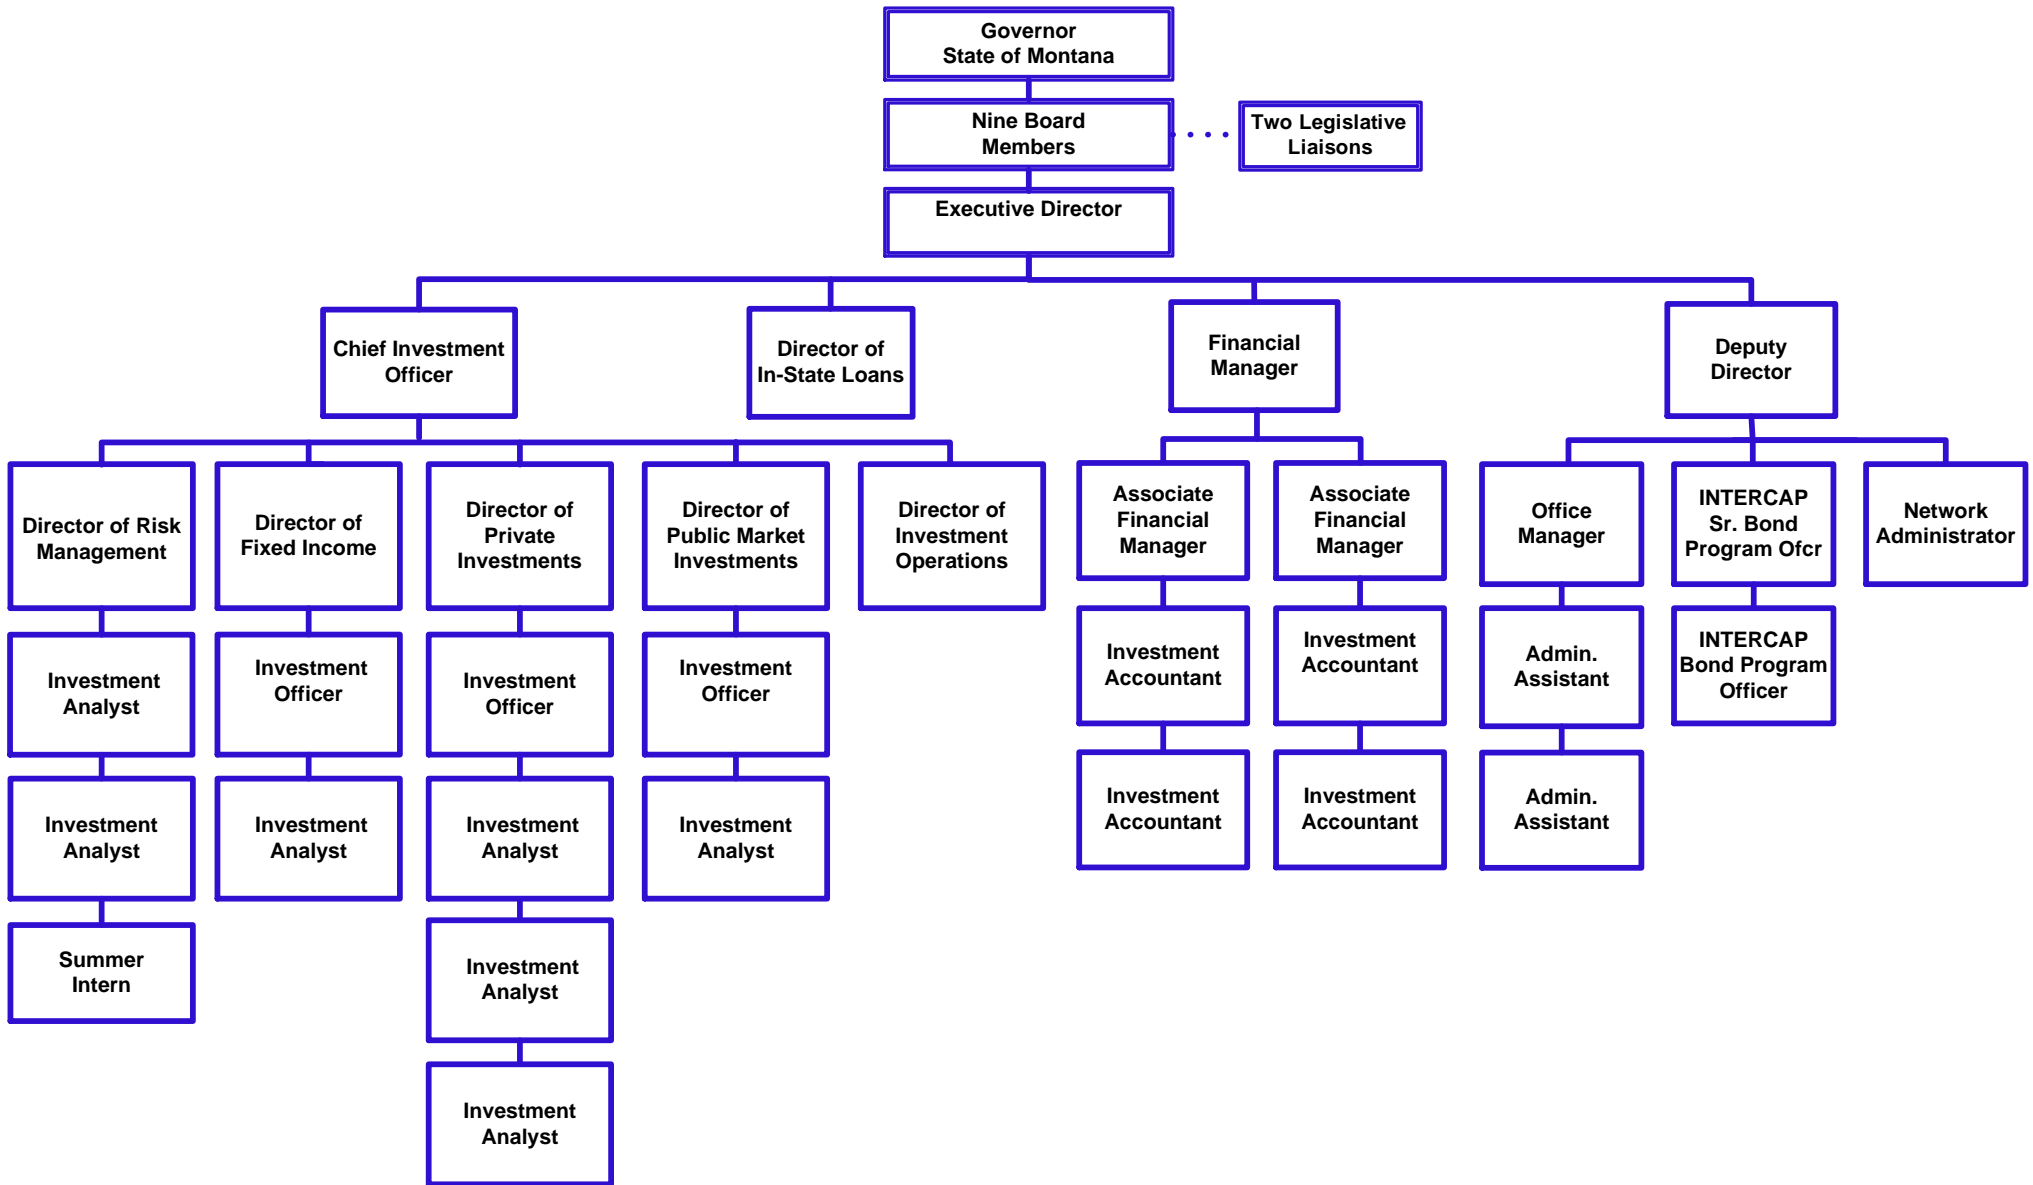 Governor
State of Montana
Nine Board
Members
Two Legislative
Liaisons
Executive Director
Chief Investment
Officer
Director of
In-State Loans
Financial
Manager
Deputy
Director
Director of Risk
Management
Director of
Fixed Income
Director of
Private
Investments
Director of
Public Market
Investments
Director of
Investment
Operations
Associate
Financial
Manager
Associate
Financial
Manager
Office
Manager
INTERCAP
Sr. Bond
Program Ofcr
Network
Administrator
Investment
Analyst
Investment
Officer
Investment
Officer
Investment
Officer
Investment
Accountant
Investment
Accountant
Admin.
Assistant
INTERCAP
Bond Program
Officer
Investment
Analyst
Investment
Analyst
Investment
Analyst
Investment
Analyst
Investment
Accountant
Investment
Accountant
Admin.
Assistant
Summer
Intern
Investment
Analyst
Investment
Analyst